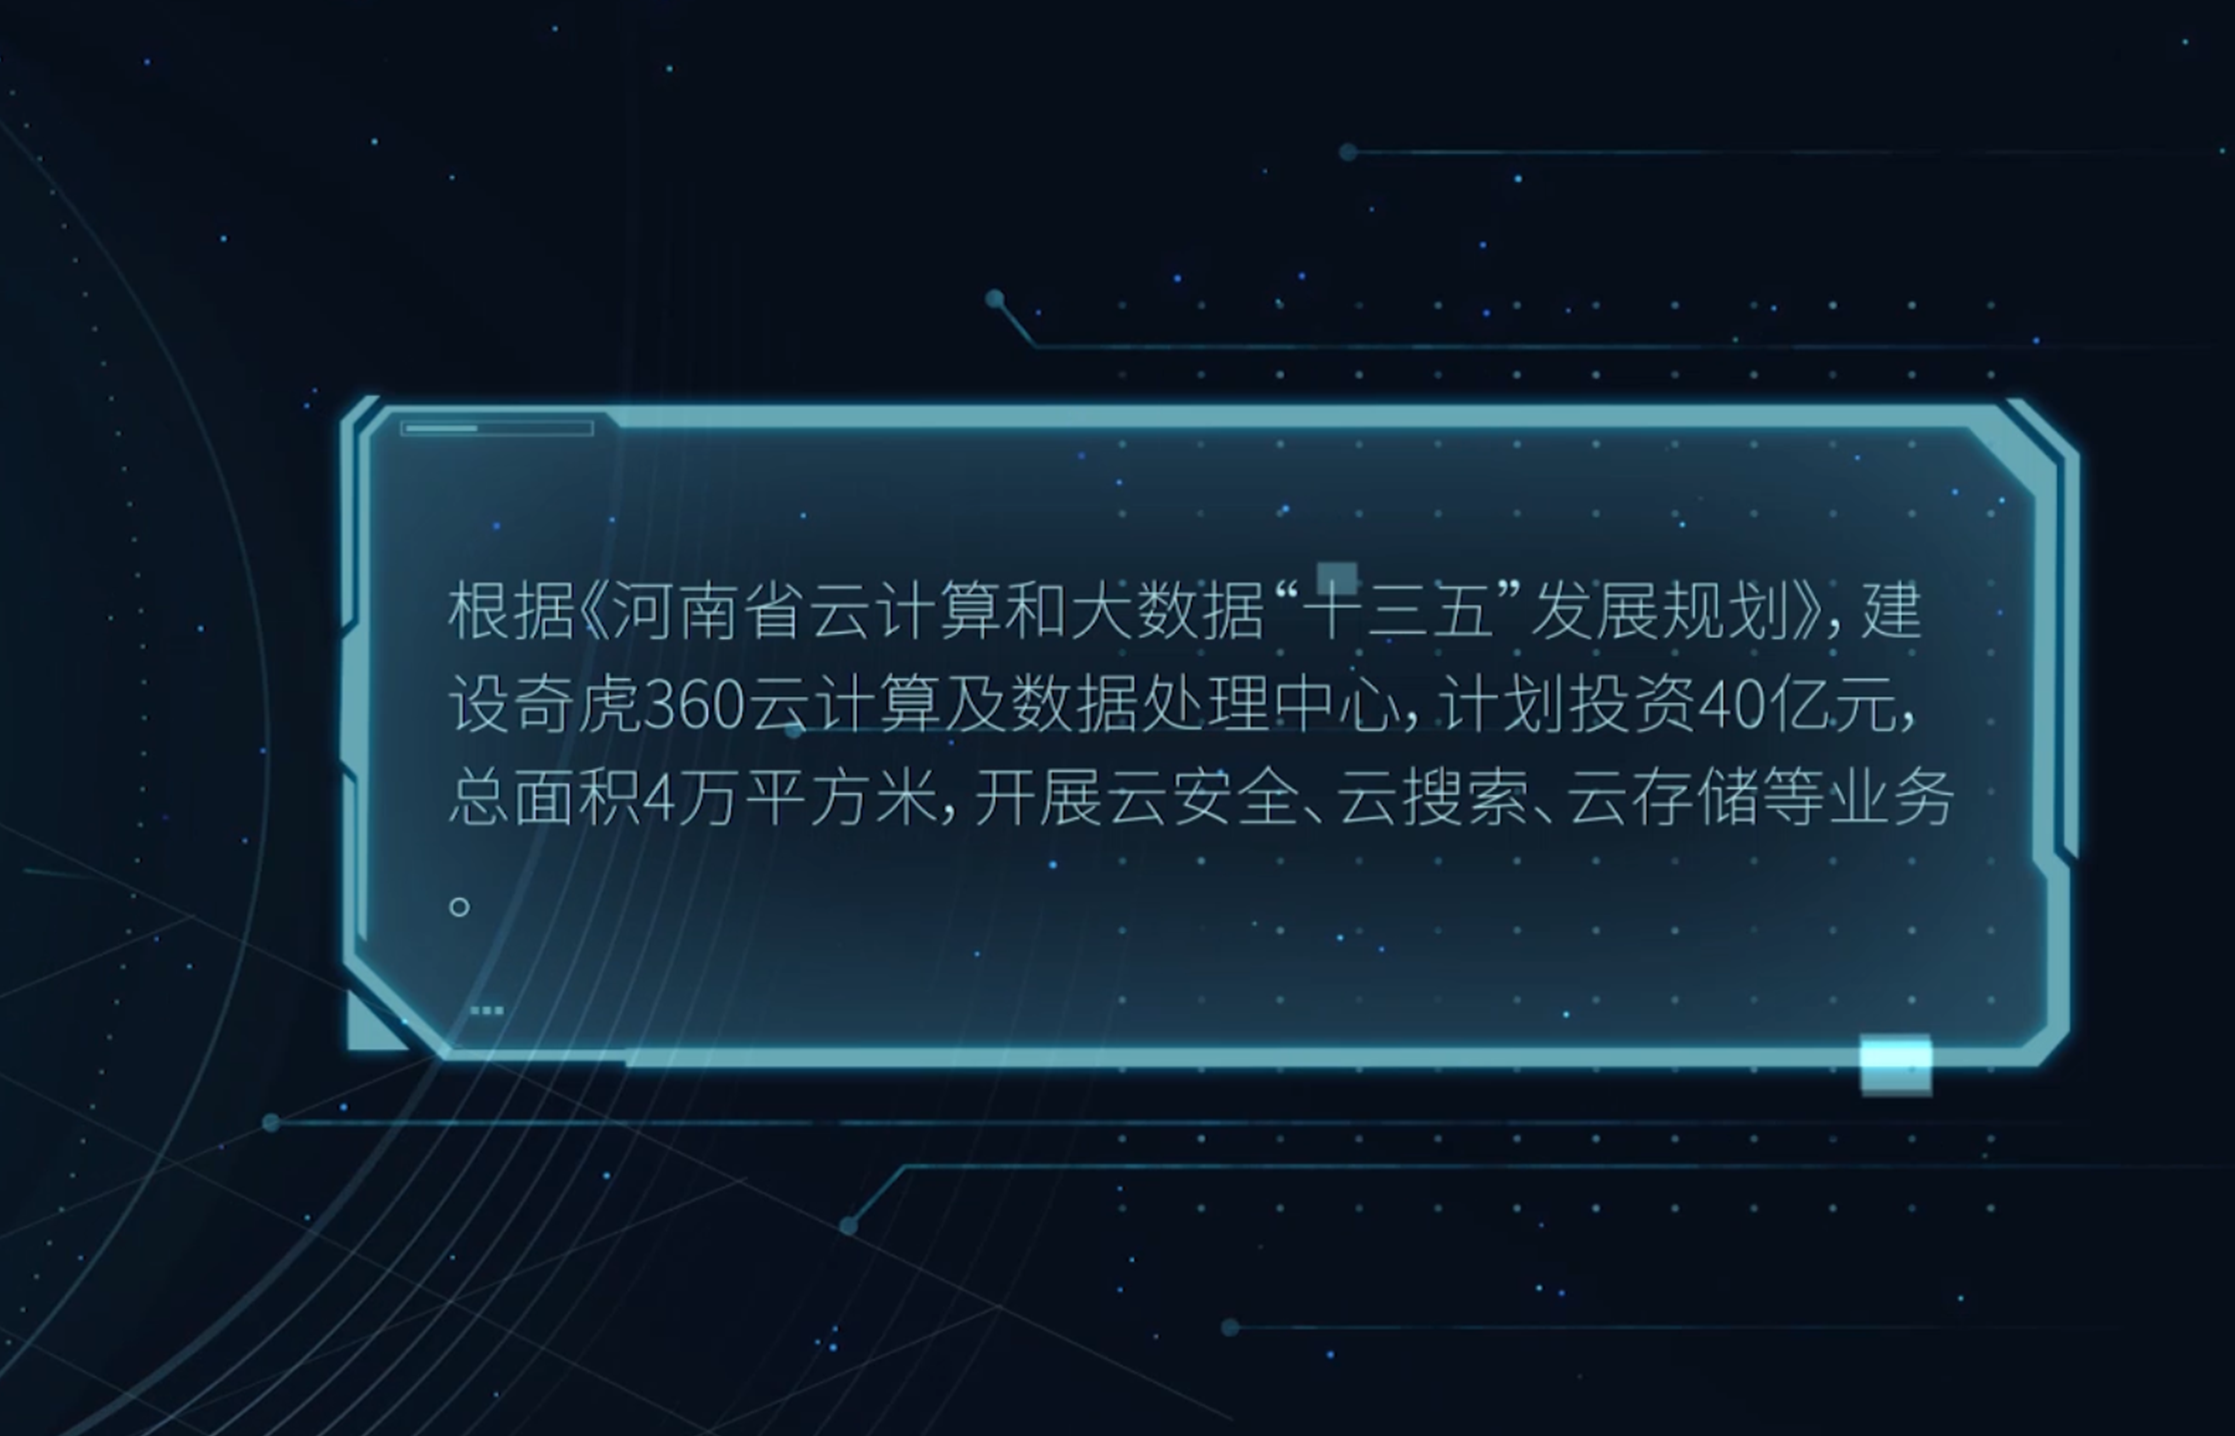 根据《河南省云计算和大数据“十三五”发展规划》，建
设奇虎360云计算及数据处理中心，计划投资40亿元，
总面积4万平方米，开展云安全、云搜索、云存储等业务
。